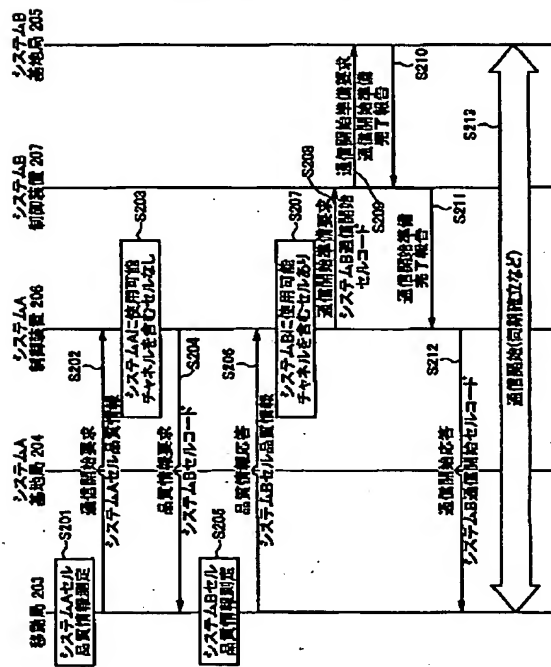 移動局 203
システムA
基地局 204
システムA
制御装置 206
システムB
制御装置 207
システムB
基地局 205
システムAセル
品質情報測定
S201
通信開始要求
システムAセル品質情報
S202
システムAに使用可能
チャネルを含むセルなし
S203
品質情報要求
システムBセルコード
S204
システムBセル
品質情報測定
S205
品質情報応答
システムBセル品質情報
S206
システムBに使用可能
チャネルを含むセルあり
S207
通信開始準備要求
システムB通信開始
セルコード
S208
通信開始準備要求
S209
通信開始準備
完了報告
S210
通信開始準備
完了報告
S211
通信開始応答
システムB通信開始セルコード
S212
通信開始(同期確立など)
S213